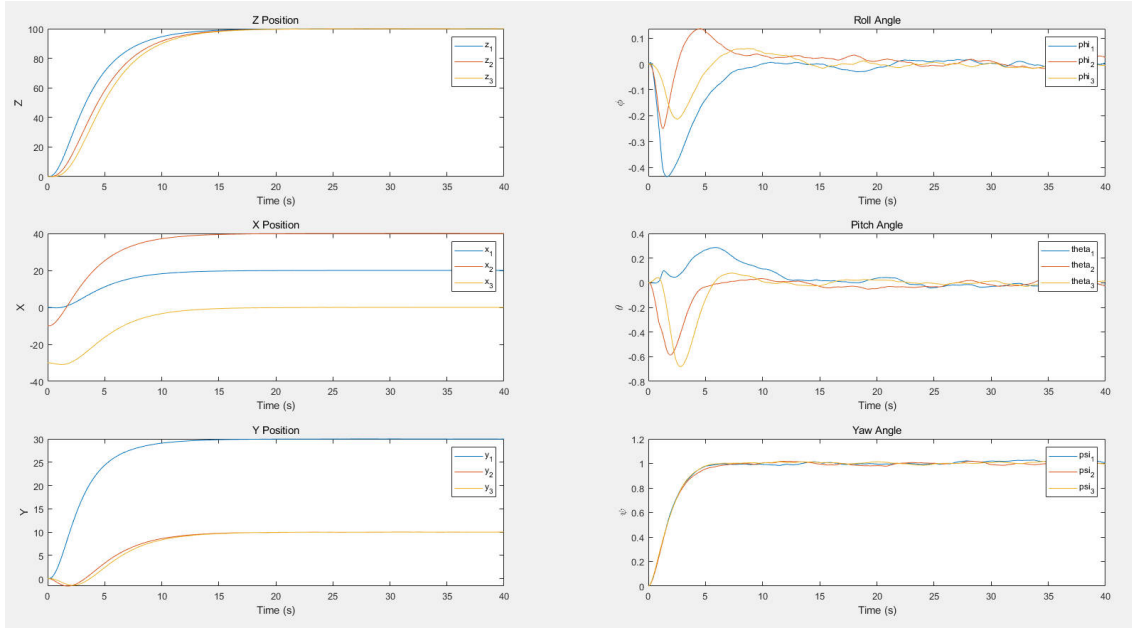 Z Position
100
80
60
40
20
0
Z
z1
z2
z3
0 5 10 15 20 25 30 35 40
Time (s)
Roll Angle
0.1
0
-0.1
-0.2
-0.3
-0.4
ϕ
phi1
phi2
phi3
0 5 10 15 20 25 30 35 40
Time (s)
X Position
40
20
0
-20
-40
X
x1
x2
x3
0 5 10 15 20 25 30 35 40
Time (s)
Pitch Angle
0.4
0.2
0
-0.2
-0.4
-0.6
-0.8
θ
theta1
theta2
theta3
0 5 10 15 20 25 30 35 40
Time (s)
Y Position
30
25
20
15
10
5
0
Y
y1
y2
y3
0 5 10 15 20 25 30 35 40
Time (s)
Yaw Angle
1.2
1
0.8
0.6
0.4
0.2
0
ψ
psi1
psi2
psi3
0 5 10 15 20 25 30 35 40
Time (s)